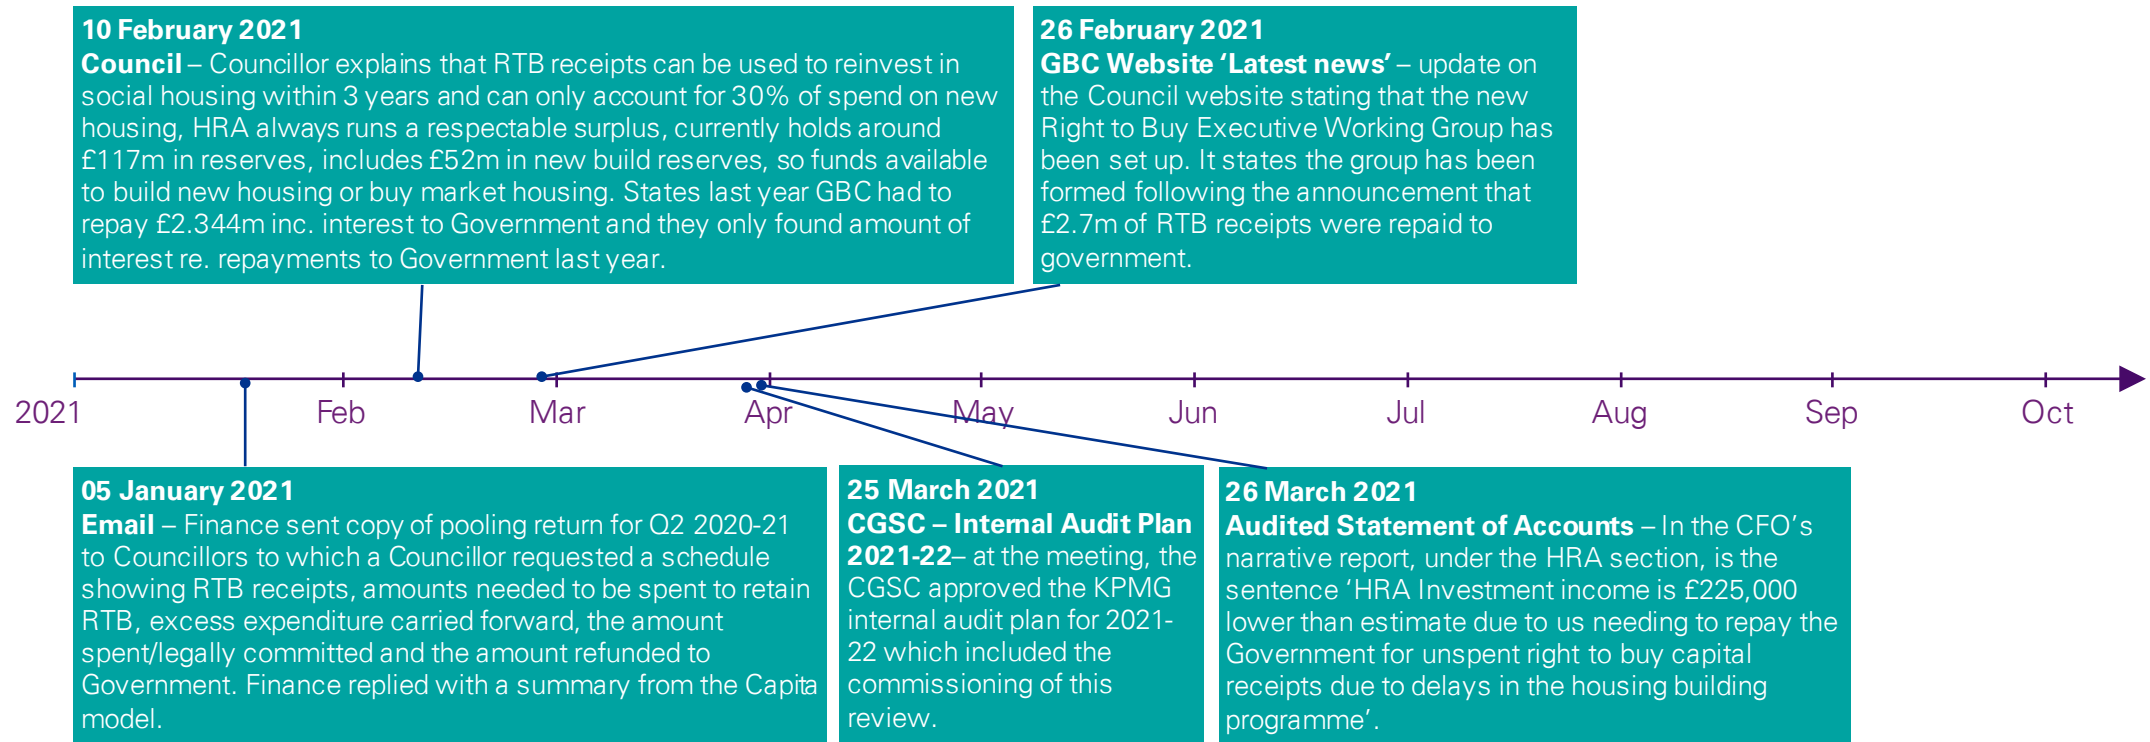 10 February 2021
Council – Councillor explains that RTB receipts can be used to reinvest in
social housing within 3 years and can only account for 30% of spend on new
housing, HRA always runs a respectable surplus, currently holds around
£117m in reserves, includes £52m in new build reserves, so funds available
to build new housing or buy market housing. States last year GBC had to
repay £2.344m inc. interest to Government and they only found amount of
interest re. repayments to Government last year.
26 February 2021
GBC Website ‘Latest news’ – update on
the Council website stating that the new
Right to Buy Executive Working Group has
been set up. It states the group has been
formed following the announcement that
£2.7m of RTB receipts were repaid to
government.
2021
Feb
Mar
Apr
May
Jun
Jul
Aug
Sep
Oct
05 January 2021
Email – Finance sent copy of pooling return for Q2 2020-21
to Councillors to which a Councillor requested a schedule
showing RTB receipts, amounts needed to be spent to retain
RTB, excess expenditure carried forward, the amount
spent/legally committed and the amount refunded to
Government. Finance replied with a summary from the Capita
model.
25 March 2021
CGSC – Internal Audit Plan
2021-22– at the meeting, the
CGSC approved the KPMG
internal audit plan for 2021-
22 which included the
commissioning of this
review.
26 March 2021
Audited Statement of Accounts – In the CFO’s
narrative report, under the HRA section, is the
sentence ‘HRA Investment income is £225,000
lower than estimate due to us needing to repay the
Government for unspent right to buy capital
receipts due to delays in the housing building
programme’.